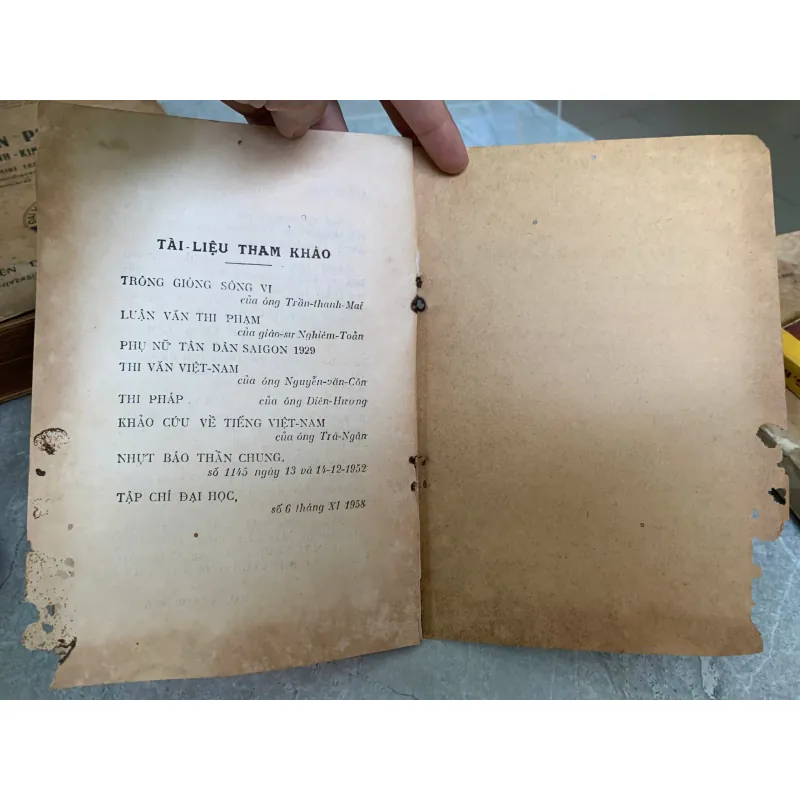 TÀI-LIỆU THAM KHẢO
TRÔNG GIÒNG SÔNG VỊ
của ông Trần-thanh-Mại
LUẬN VĂN THI PHẠM
của giáo-sư Nghiêm-Toản
PHỤ NỮ TÂN DÂN SAIGON 1929
THI VĂN VIỆT-NAM
của ông Nguyễn-văn-Côn
THI PHÁP
của ông Diên-Hương
KHẢO CỨU VỀ TIẾNG VIỆT-NAM
của ông Trà-Ngân
NHỰT BÁO THẦN CHUNG,
số 1145 ngày 13 và 14-12-1952
TẬP CHÍ ĐẠI HỌC,
số 6 tháng XI 1958